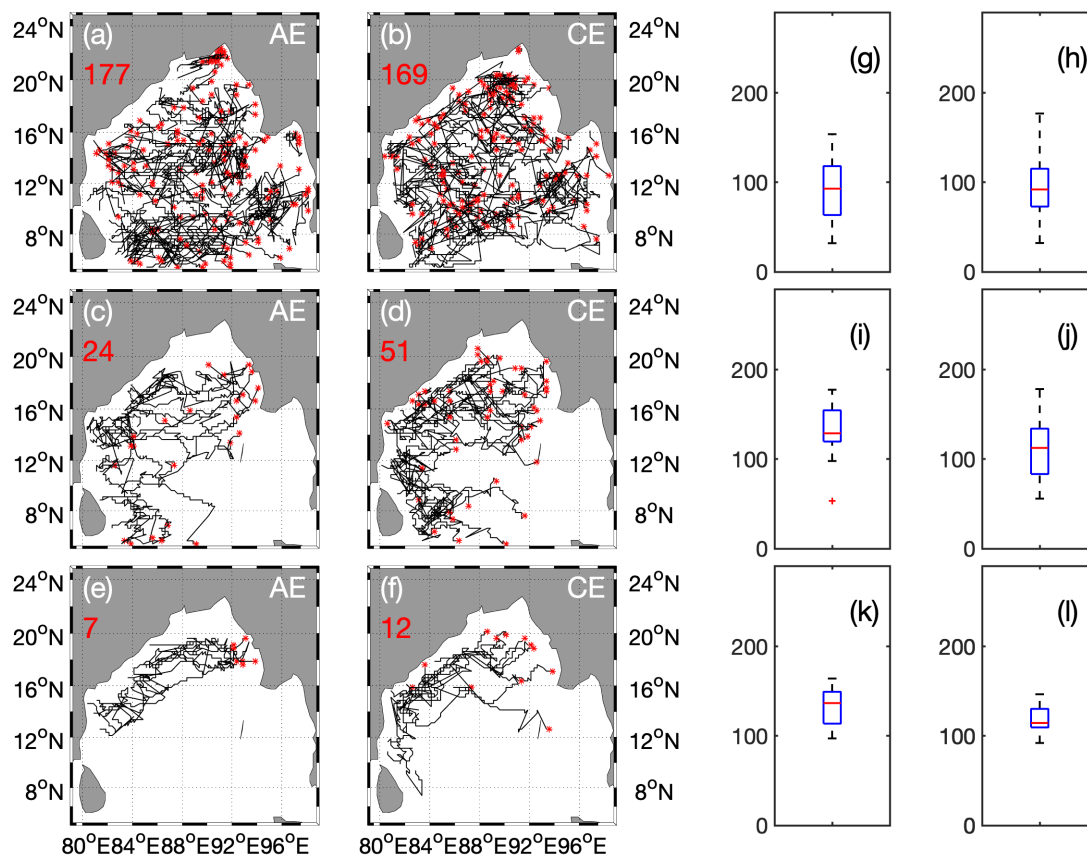 24°N (a) AE (b) CE 24°N (g) (h)
177 169
20°N 20°N
200 200
16°N 16°N
12°N 12°N 100 100
8°N 8°N
0 0
24°N (c) AE (d) CE 24°N (i) (j)
24 51
20°N 20°N
200 200
16°N 16°N
12°N 12°N 100 100
8°N 8°N
0 0
24°N (e) AE (f) CE 24°N (k) (l)
7 12
20°N 20°N
200 200
16°N 16°N
12°N 12°N 100 100
8°N 8°N
0 0
80°E84°E88°E92°E96°E 80°E84°E88°E92°E96°E